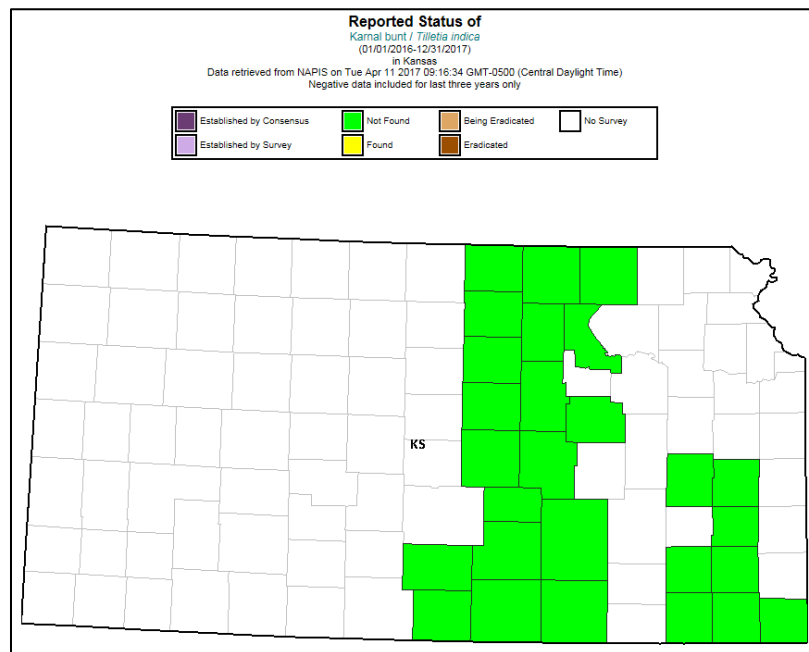 Reported Status of
Karnal bunt / Tilletia indica
(01/01/2016-12/31/2017)
in Kansas
Data retrieved from NAPIS on Tue Apr 11 2017 09:16:34 GMT-0500 (Central Daylight Time)
Negative data included for last three years only
Established by Consensus Not Found Being Eradicated No Survey
Established by Survey Found Eradicated
KS